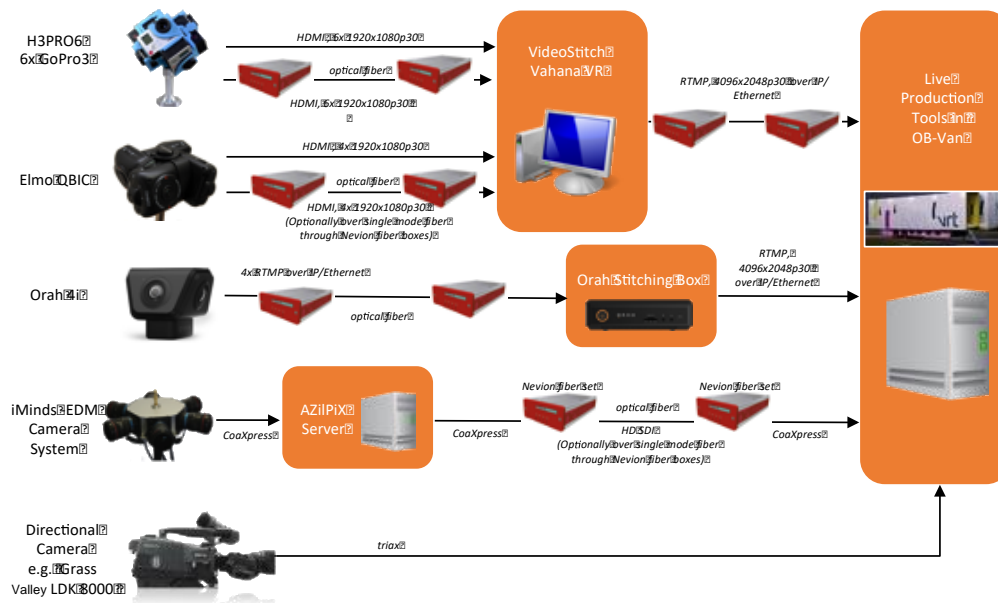 H3PRO6
6x GoPro3
HDMI, 6x 1920x1080p30
optical fiber
HDMI, 6x 1920x1080p30
VideoStitch
Vahana VR
RTMP, 4096x2048p30 over IP/
Ethernet
Live
Production
Tools in
OB-Van
vrt
Elmo QBIC
HDMI, 4x 1920x1080p30
optical fiber
HDMI, 4x 1920x1080p30
(Optionally over single mode fiber
through Nevion fiber boxes)
Orah 4i
4x RTMP over IP/Ethernet
optical fiber
Orah Stitching Box
RTMP,
4096x2048p30
over IP/Ethernet
iMinds EDM
Camera
System
CoaXpress
AZilPiX
Server
CoaXpress
Nevion fiber set
optical fiber
HD SDI
(Optionally over single mode fiber
through Nevion fiber boxes)
Nevion fiber set
CoaXpress
Directional
Camera
e.g. Grass
Valley LDK 8000
triax